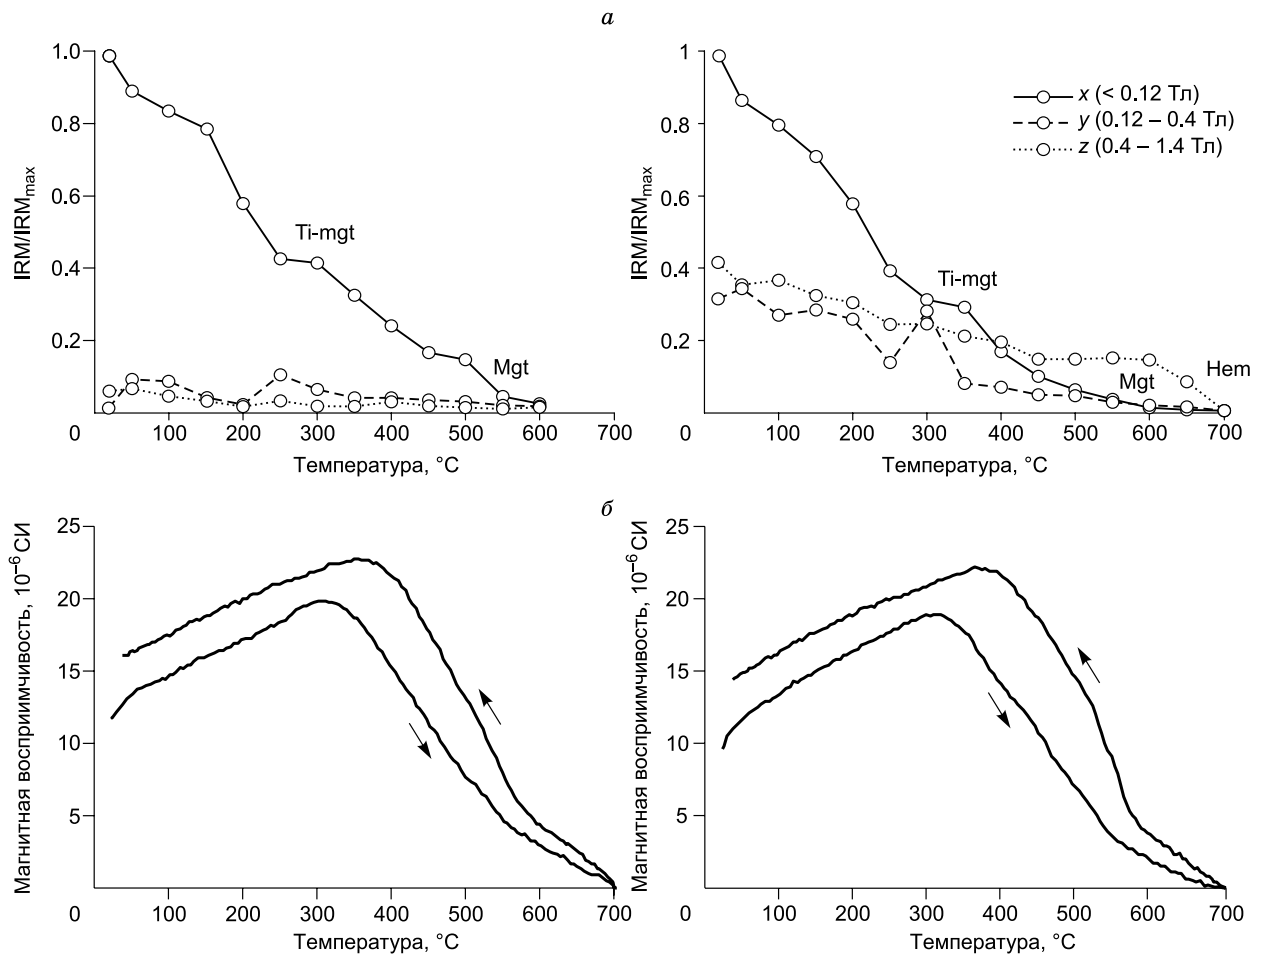 а
IRM/IRMmax
1.0
0.8
0.6
0.4
0.2
0
100
200
300
400
500
600
700
Температура, °C
Ti-mgt
Mgt
IRM/IRMmax
1
0.8
0.6
0.4
0.2
0
100
200
300
400
500
600
700
Температура, °C
x (< 0.12 Тл)
y (0.12 – 0.4 Тл)
z (0.4 – 1.4 Тл)
Ti-mgt
Mgt
Hem
б
Магнитная восприимчивость, 10⁻⁶СИ
25
20
15
10
5
0
100
200
300
400
500
600
700
Температура, °C
Магнитная восприимчивость, 10⁻⁶СИ
25
20
15
10
5
0
100
200
300
400
500
600
700
Температура, °C